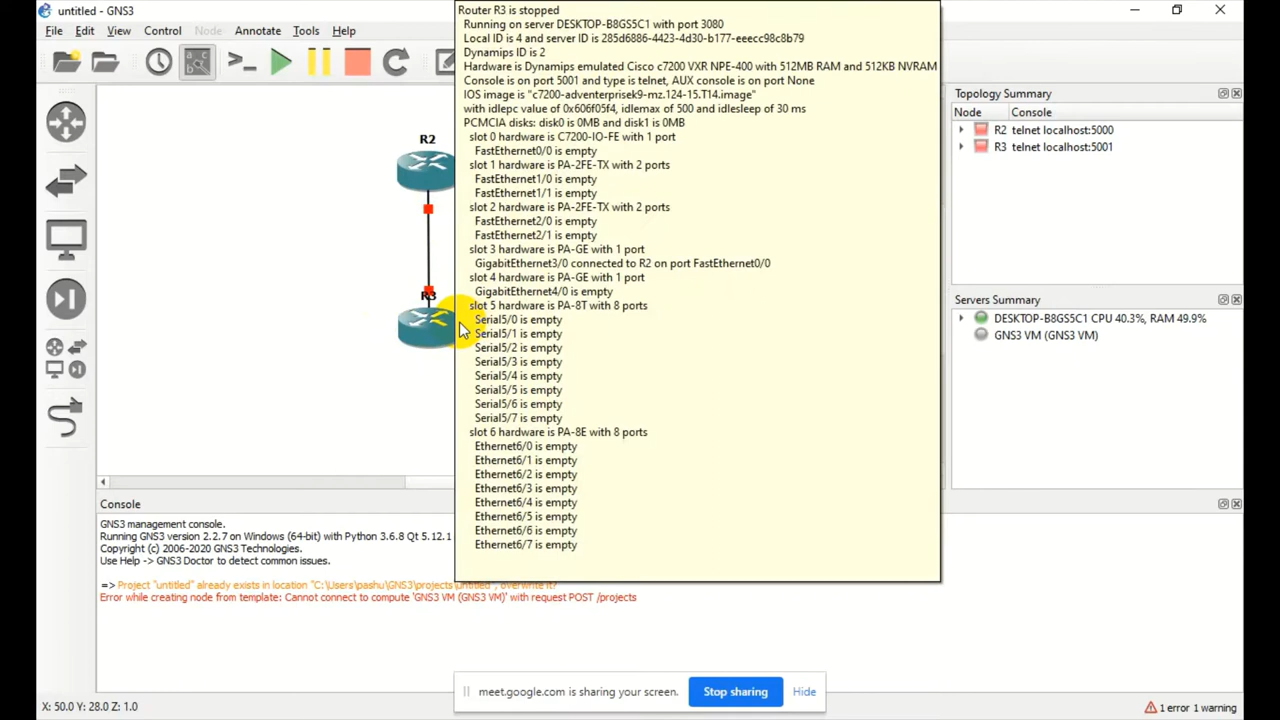 untitled - GNS3
File Edit View Control Node Annotate Tools Help
R2
R3
Router R3 is stopped
Running on server DESKTOP-B8GS5C1 with port 3080
Local ID is 4 and server ID is 285d6886-4423-4d30-b177-eeecc98c8b79
Dynamips ID is 2
Hardware is Dynamips emulated Cisco c7200 VXR NPE-400 with 512MB RAM and 512KB NVRAM
Console is on port 5001 and type is telnet, AUX console is on port None
IOS image is "c7200-adventerprisek9-mz.124-15.T14.image"
with idlepc value of 0x606f05f4, idlemax of 500 and idlesleep of 30 ms
PCMCIA disks: disk0 is 0MB and disk1 is 0MB
slot 0 hardware is C7200-IO-FE with 1 port
FastEthernet0/0 is empty
slot 1 hardware is PA-2FE-TX with 2 ports
FastEthernet1/0 is empty
FastEthernet1/1 is empty
slot 2 hardware is PA-2FE-TX with 2 ports
FastEthernet2/0 is empty
FastEthernet2/1 is empty
slot 3 hardware is PA-GE with 1 port
GigabitEthernet3/0 connected to R2 on port FastEthernet0/0
slot 4 hardware is PA-GE with 1 port
GigabitEthernet4/0 is empty
slot 5 hardware is PA-8T with 8 ports
Serial5/0 is empty
Serial5/1 is empty
Serial5/2 is empty
Serial5/3 is empty
Serial5/4 is empty
Serial5/5 is empty
Serial5/6 is empty
Serial5/7 is empty
slot 6 hardware is PA-8E with 8 ports
Ethernet6/0 is empty
Ethernet6/1 is empty
Ethernet6/2 is empty
Ethernet6/3 is empty
Ethernet6/4 is empty
Ethernet6/5 is empty
Ethernet6/6 is empty
Ethernet6/7 is empty
Topology Summary
Node Console
R2 telnet localhost:5000
R3 telnet localhost:5001
Servers Summary
DESKTOP-B8GS5C1 CPU 40.3%, RAM 49.9%
GNS3 VM (GNS3 VM)
Console
GNS3 management console.
Running GNS3 version 2.2.7 on Windows (64-bit) with Python 3.6.8 Qt 5.12.1
Copyright (c) 2006-2020 GNS3 Technologies.
Use Help -> GNS3 Doctor to detect common issues.
=> Project "untitled" already exists in location "C:\Users\pashu\GNS3\projects\untitled", overwrite it?
Error while creating node from template: Cannot connect to compute 'GNS3 VM (GNS3 VM)' with request POST /projects
meet.google.com is sharing your screen. Stop sharing Hide
X: 50.0 Y: 28.0 Z: 1.0
1 error 1 warning